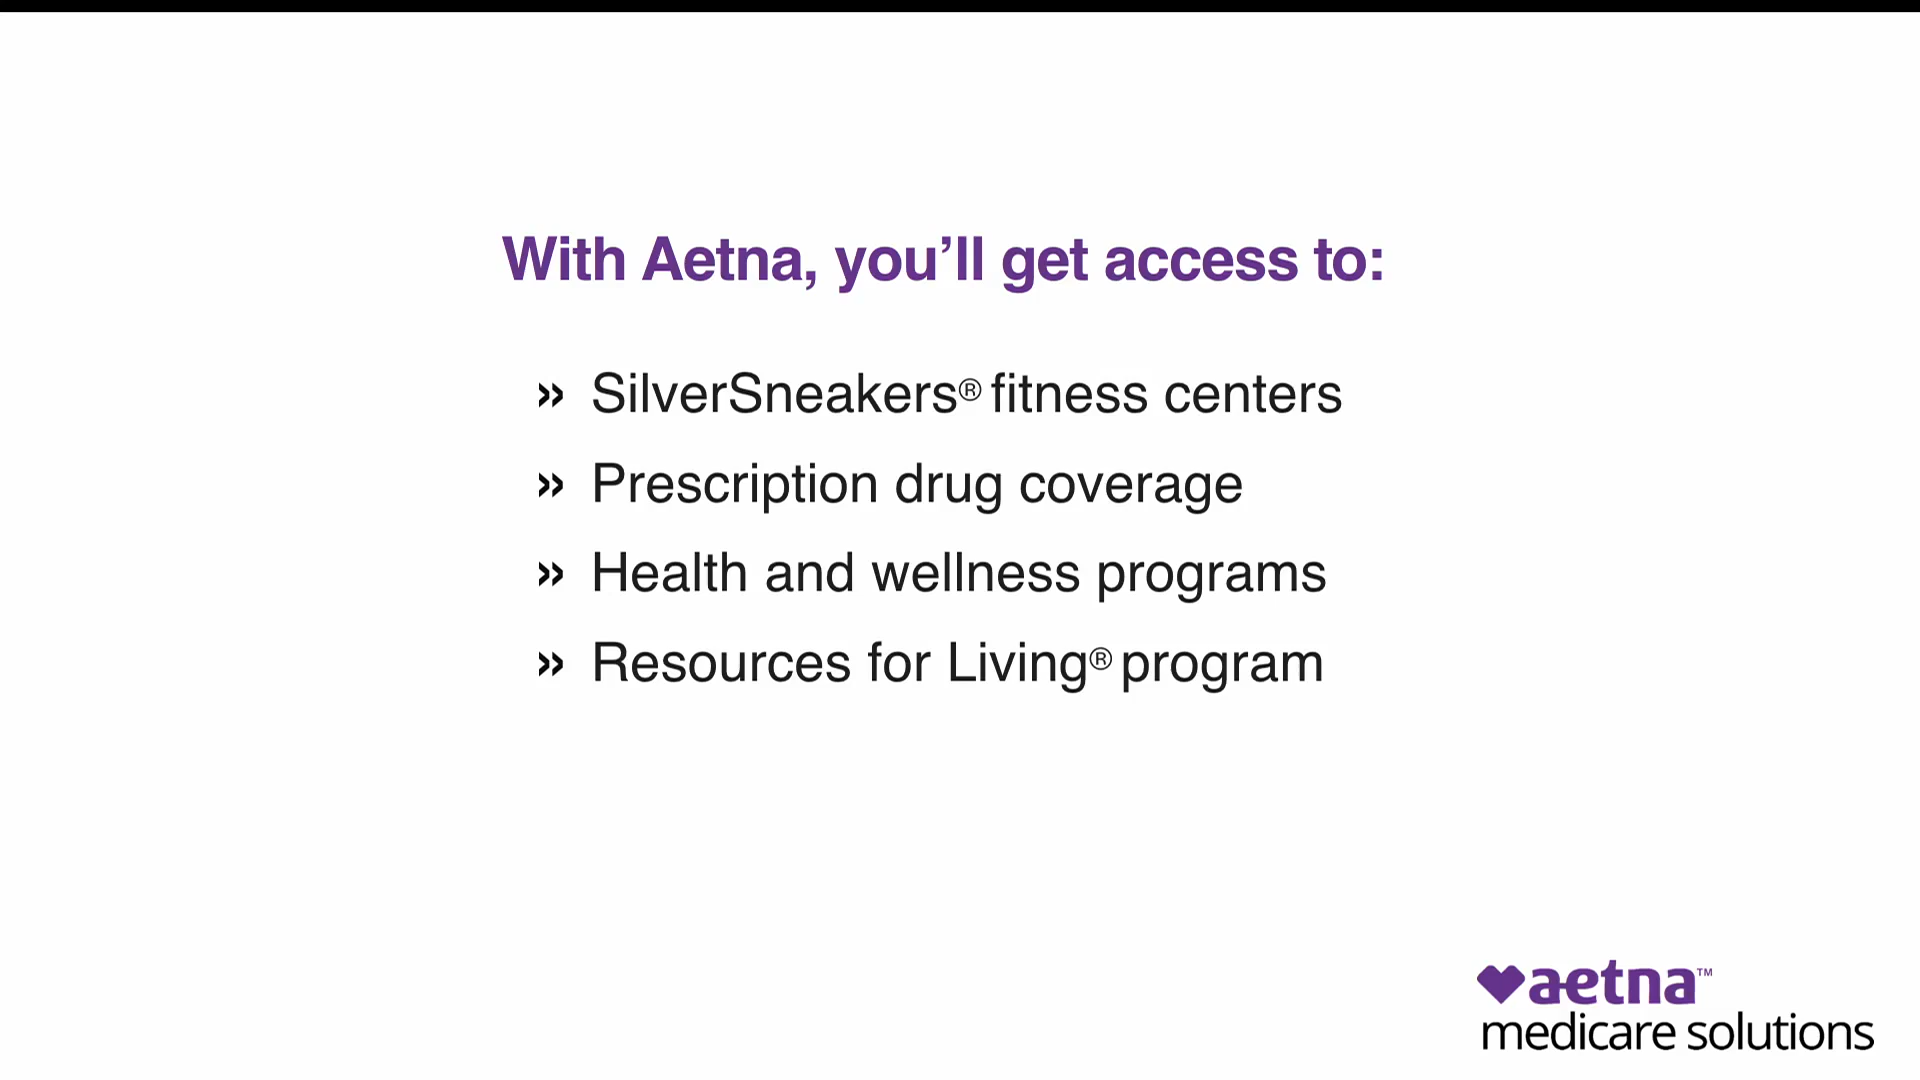 With Aetna, you’ll get access to:
» SilverSneakers® fitness centers
» Prescription drug coverage
» Health and wellness programs
» Resources for Living® program
aetna™
medicare solutions